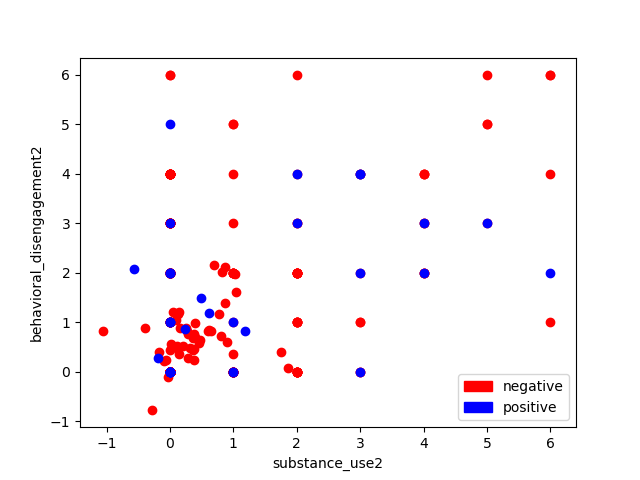 6
5
4
3
2
1
0
−1
behavioral_disengagement2
−1 0 1 2 3 4 5 6
substance_use2
negative
positive